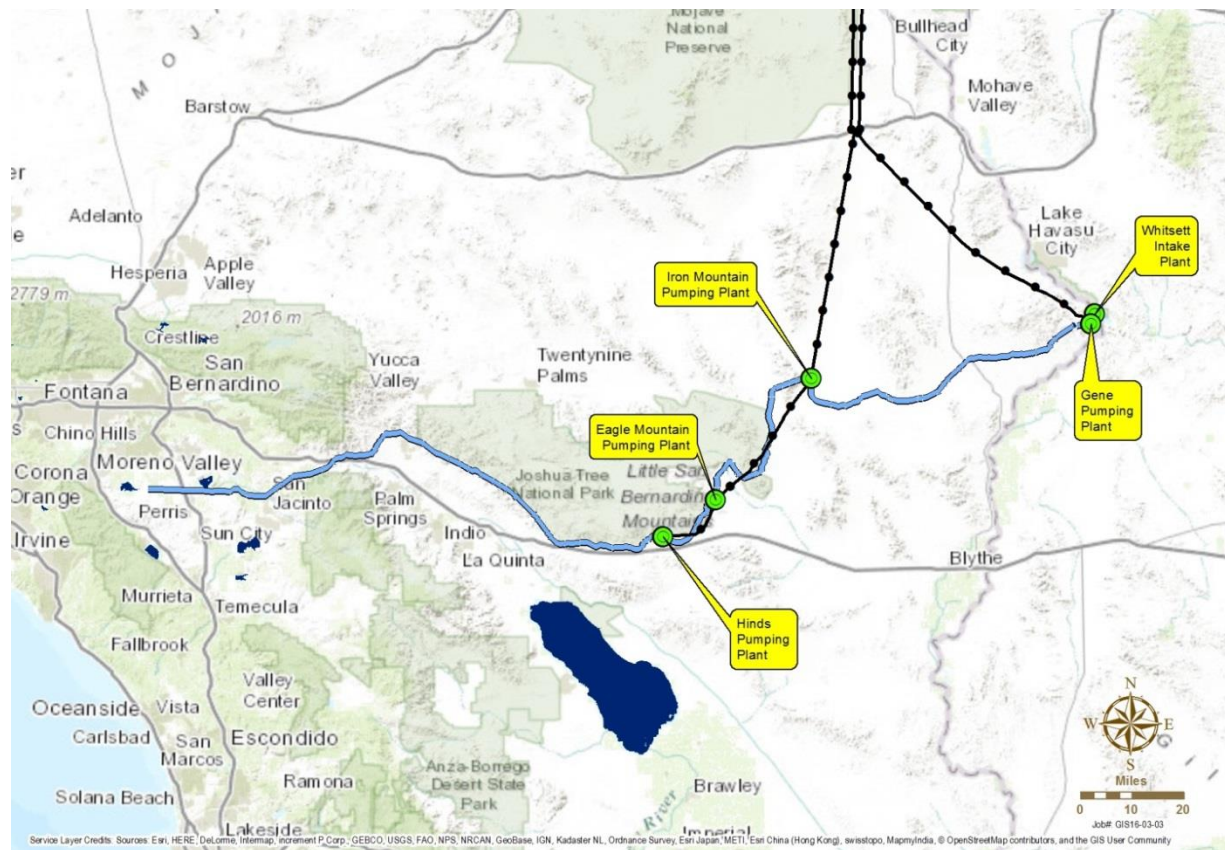 Mojave
National
Preserve
Bullhead
City
M O J
Barstow
Mohave
Valley
er
Adelanto
e
Lake
Havasu
City
Whitsett
Intake
Plant
Hesperia
Apple
Valley
Iron Mountain
Pumping Plant
2779 m
2016 m
Crestline
San
Bernardino
Yucca
Valley
Twentynine
Palms
Fontana
Gene
Pumping
Plant
s
Chino Hills
Eagle Mountain
Pumping Plant
Corona
Moreno Valley
Little San
Bernardino
Mountains
Orange
San
Jacinto
Joshua Tree
National Park
Perris
Palm
Springs
Irvine
Sun City
Indio
La Quinta
Blythe
Murrieta
Temecula
Hinds
Pumping
Plant
Fallbrook
Valley
Center
Oceanside
Vista
Carlsbad
San
Marcos
Escondido
N
W
E
S
G
Anza-Borrego
Desert State
Park
Ramona
Brawley
Miles
0 5 10 20
Solana Beach
River
Job# GIS16-03-03
Lakeside
Imperial
Service Layer Credits: Sources: Esri, HERE, DeLorme, Intermap, increment P Corp., GEBCO, USGS, FAO, NPS, NRCAN, GeoBase, IGN, Kadaster NL, Ordnance Survey, Esri Japan, METI, Esri China (Hong Kong), swisstopo, MapmyIndia, © OpenStreetMap contributors, and the GIS User Community